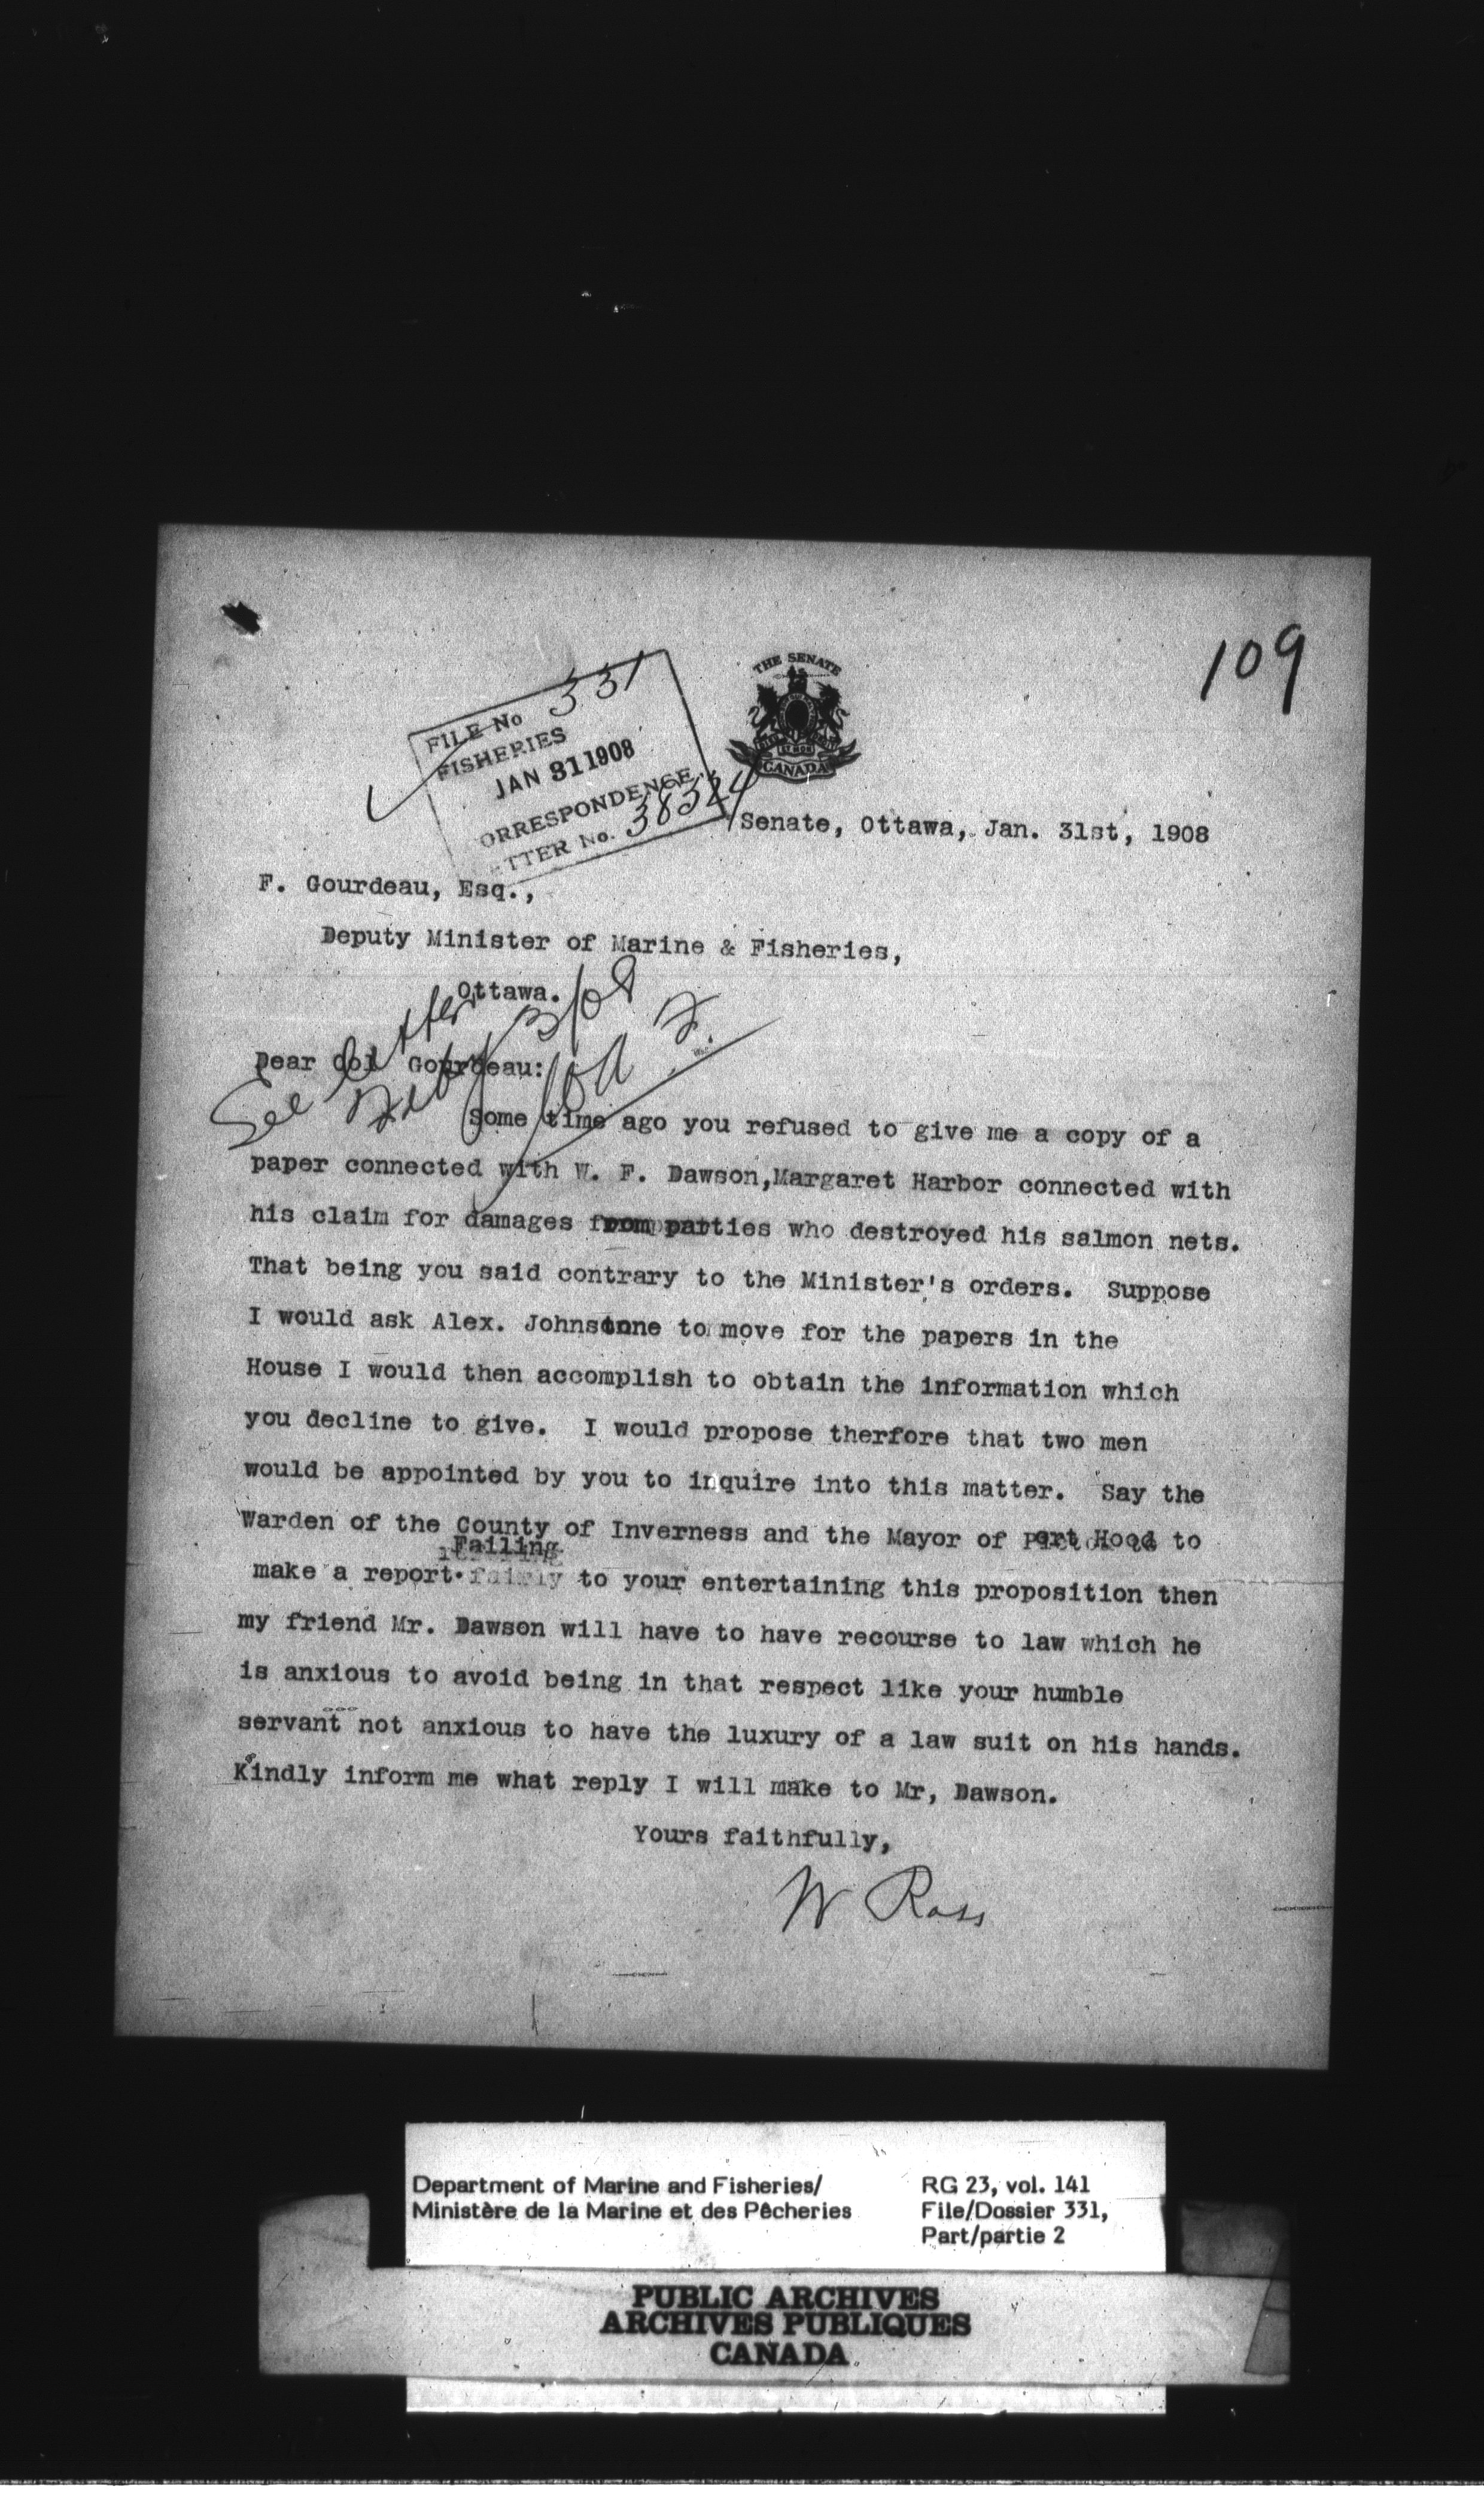 109
THE SENATE
CANADA
FILE No 331
FISHERIES
JAN 31 1908
ORRESPONDENCE
TTER No. 38324
Senate, Ottawa, Jan. 31st, 1908
F. Gourdeau, Esq.,
Deputy Minister of Marine & Fisheries,
Ottawa.
See letter
Feby 3/08
Dear Col Gourdeau:
Some time ago you refused to give me a copy of a
paper connected with W. F. Dawson,Margaret Harbor connected with
his claim for damages from parties who destroyed his salmon nets.
That being you said contrary to the Minister's orders. Suppose
I would ask Alex. Johnstone to move for the papers in the
House I would then accomplish to obtain the information which
you decline to give. I would propose therfore that two men
would be appointed by you to inquire into this matter. Say the
Warden of the County of Inverness and the Mayor of Port Hood to
Failing
make a report. fairly to your entertaining this proposition then
my friend Mr. Dawson will have to have recourse to law which he
is anxious to avoid being in that respect like your humble
servant not anxious to have the luxury of a law suit on his hands.
Kindly inform me what reply I will make to Mr, Dawson.
Yours faithfully,
W Ross
Department of Marine and Fisheries/
Ministère de la Marine et des Pêcheries
RG 23, vol. 141
File/Dossier 331,
Part/partie 2
PUBLIC ARCHIVES
ARCHIVES PUBLIQUES
CANADA